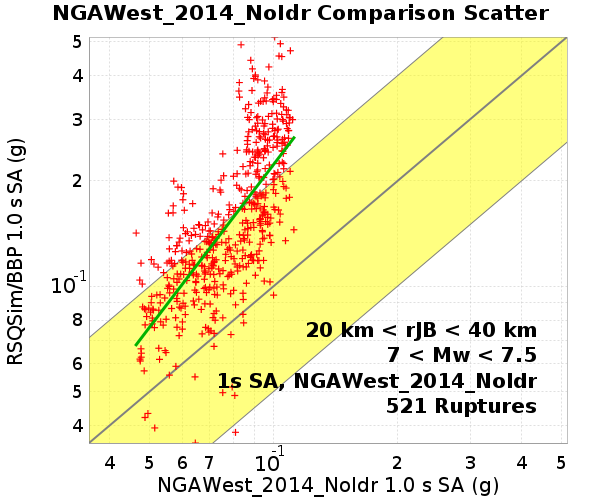 NGAWest_2014_NoIdr Comparison Scatter
RSQSim/BBP 1.0 s SA (g)
5
4
3
2
10^-1
8
6
5
4
20 km < rJB < 40 km
7 < Mw < 7.5
1s SA, NGAWest_2014_NoIdr
521 Ruptures
4 5 6 7 10^-1 2 3 4 5
NGAWest_2014_NoIdr 1.0 s SA (g)